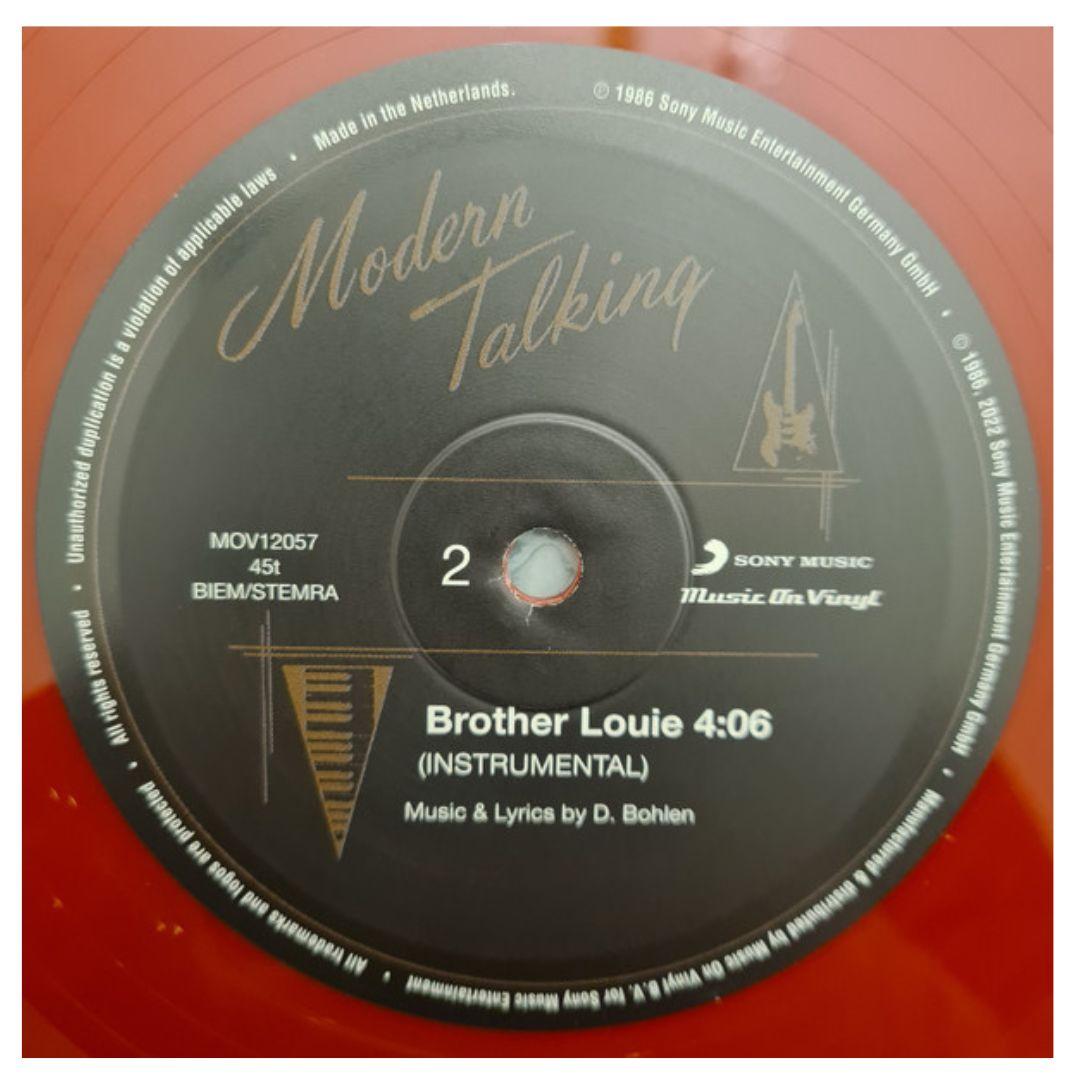 Modern
Talking
MOV12057
45t
BIEM/STEMRA
2
SONY MUSIC
Music On Vinyl
Brother Louie 4:06
(INSTRUMENTAL)
Music & Lyrics by D. Bohlen
℗ 1986 Sony Music Entertainment Germany GmbH • © 1986, 2022 Sony Music Entertainment Germany GmbH • Manufactured & distributed by Music On Vinyl B.V. for Sony Music Entertainment • All trademarks and logos are protected • All rights reserved • Unauthorized duplication is a violation of applicable laws • Made in the Netherlands.